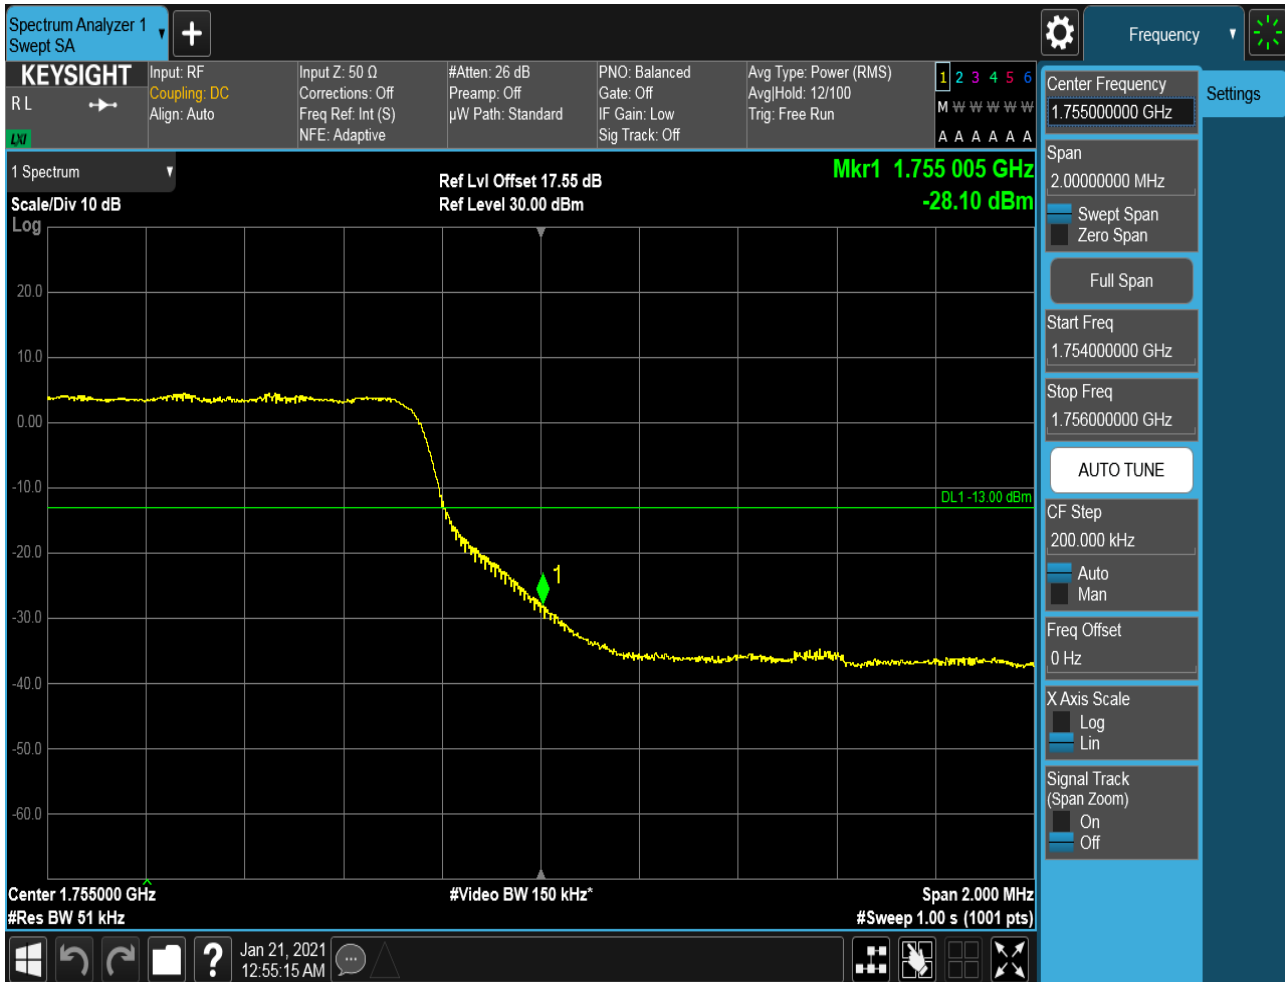 Spectrum Analyzer 1
Swept SA
Frequency
KEYSIGHT
R L
LXI
Input: RF
Coupling: DC
Align: Auto
Input Z: 50 Ω
Corrections: Off
Freq Ref: Int (S)
NFE: Adaptive
#Atten: 26 dB
Preamp: Off
µW Path: Standard
PNO: Balanced
Gate: Off
IF Gain: Low
Sig Track: Off
Avg Type: Power (RMS)
Avg|Hold: 12/100
Trig: Free Run
1 2 3 4 5 6
M W W W W W
A A A A A A
1 Spectrum
Scale/Div 10 dB
Log
Ref Lvl Offset 17.55 dB
Ref Level 30.00 dBm
Mkr1 1.755 005 GHz
-28.10 dBm
20.0
10.0
0.00
-10.0
-20.0
-30.0
-40.0
-50.0
-60.0
DL1 -13.00 dBm
1
Center 1.755000 GHz
#Res BW 51 kHz
#Video BW 150 kHz*
Span 2.000 MHz
#Sweep 1.00 s (1001 pts)
Center Frequency
1.755000000 GHz
Settings
Span
2.00000000 MHz
Swept Span
Zero Span
Full Span
Start Freq
1.754000000 GHz
Stop Freq
1.756000000 GHz
AUTO TUNE
CF Step
200.000 kHz
Auto
Man
Freq Offset
0 Hz
X Axis Scale
Log
Lin
Signal Track
(Span Zoom)
On
Off
?
Jan 21, 2021
12:55:15 AM